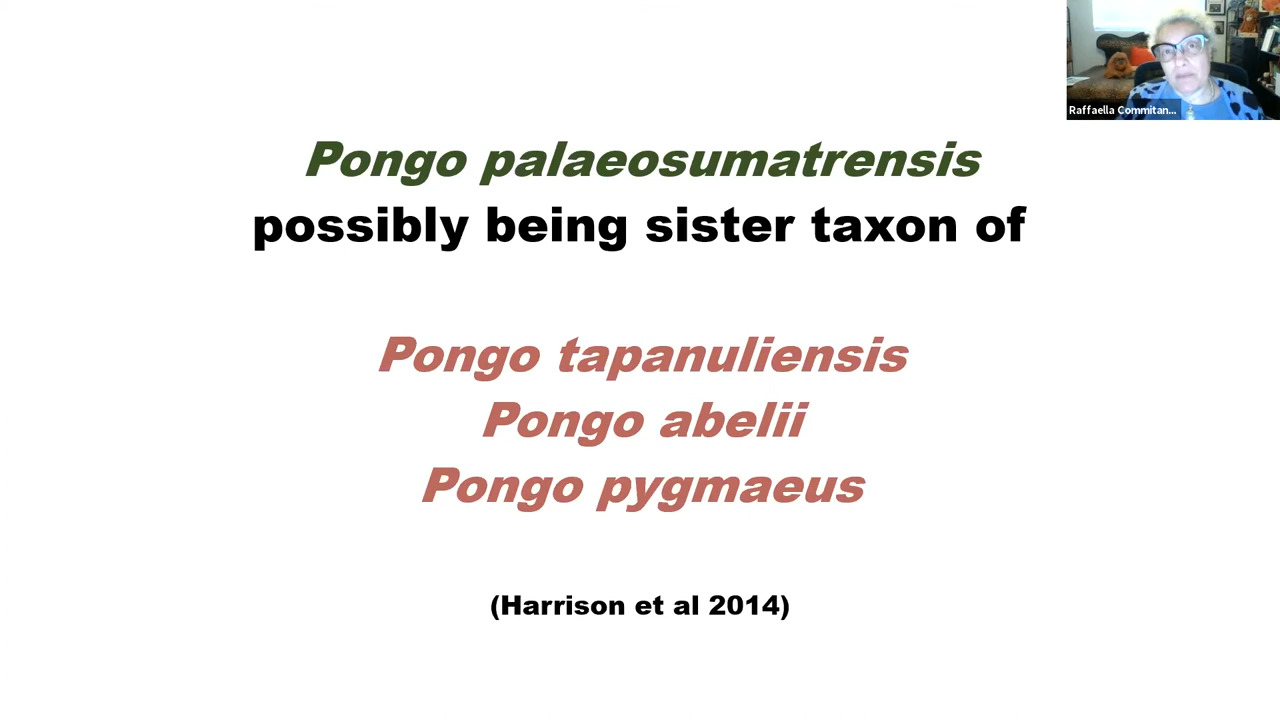 Raffaella Commitan...
Pongo palaeosumatrensis
possibly being sister taxon of
Pongo tapanuliensis
Pongo abelii
Pongo pygmaeus
(Harrison et al 2014)